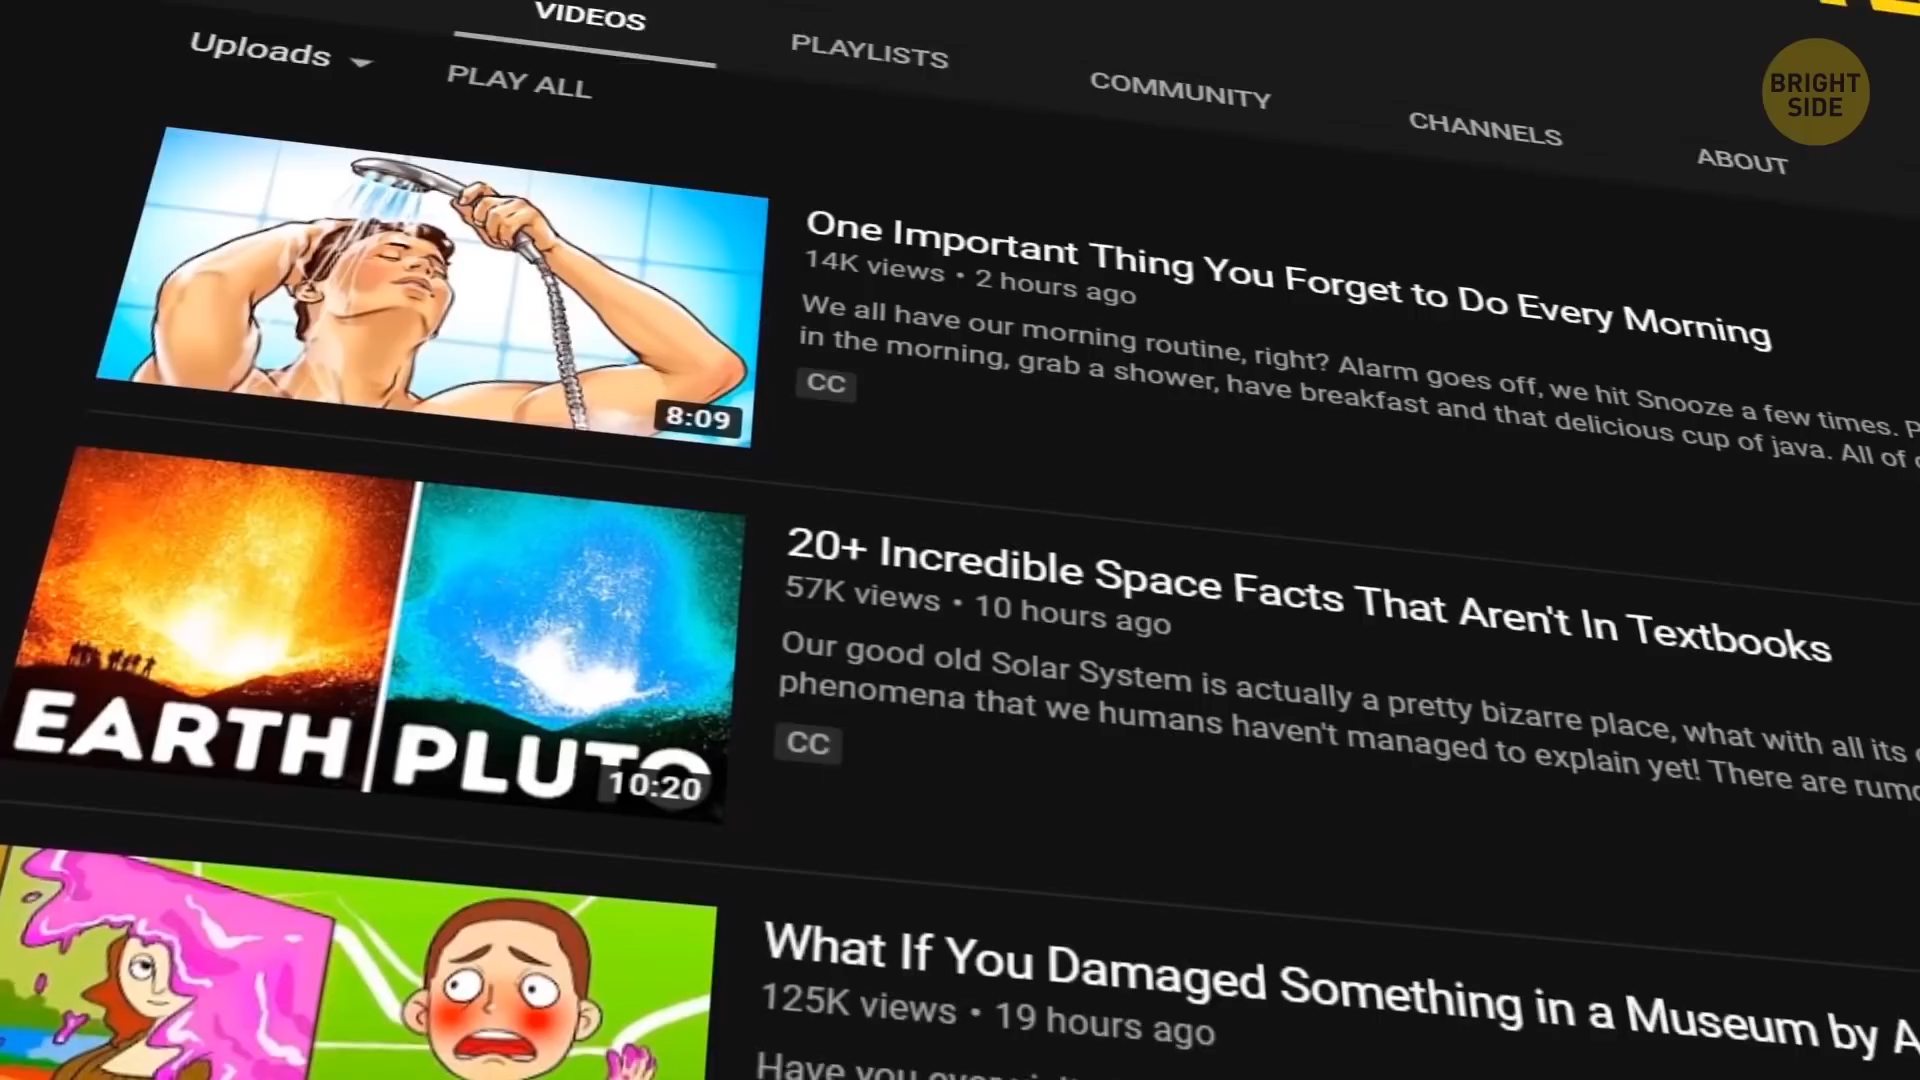 VIDEOS
PLAYLISTS
COMMUNITY
CHANNELS
ABOUT
BRIGHT
SIDE
Uploads
PLAY ALL
8:09
One Important Thing You Forget to Do Every Morning
14K views • 2 hours ago
We all have our morning routine, right? Alarm goes off, we hit Snooze a few times.
in the morning, grab a shower, have breakfast and that delicious cup of java. All of
CC
EARTH
PLUTO
10:20
20+ Incredible Space Facts That Aren't In Textbooks
57K views • 10 hours ago
Our good old Solar System is actually a pretty bizarre place, what with all its
phenomena that we humans haven't managed to explain yet! There are
CC
What If You Damaged Something in a Museum by
125K views • 19 hours ago
Have you